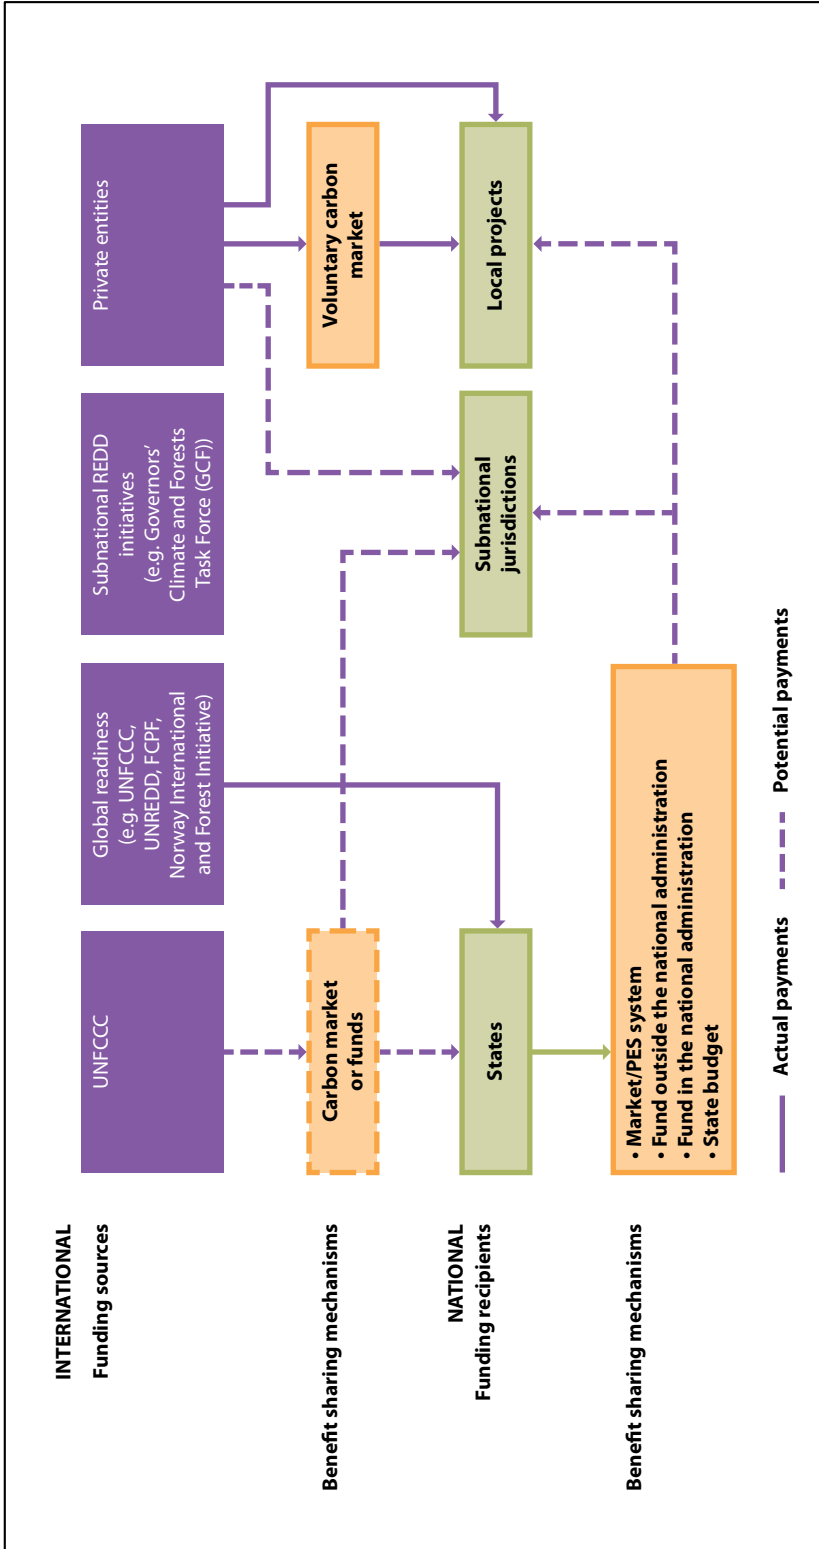 INTERNATIONAL
Funding sources
UNFCCC
Global readiness
(e.g. UNFCCC,
UNREDD, FCPF,
Norway International
and Forest Initiative)
Subnational REDD
initiatives
(e.g. Governors’
Climate and Forests
Task Force (GCF))
Private entities
Benefit sharing mechanisms
Carbon market
or funds
Voluntary carbon
market
NATIONAL
Funding recipients
States
Subnational
jurisdictions
Local projects
Benefit sharing mechanisms
• Market/PES system
• Fund outside the national administration
• Fund in the national administration
• State budget
Actual payments
Potential payments